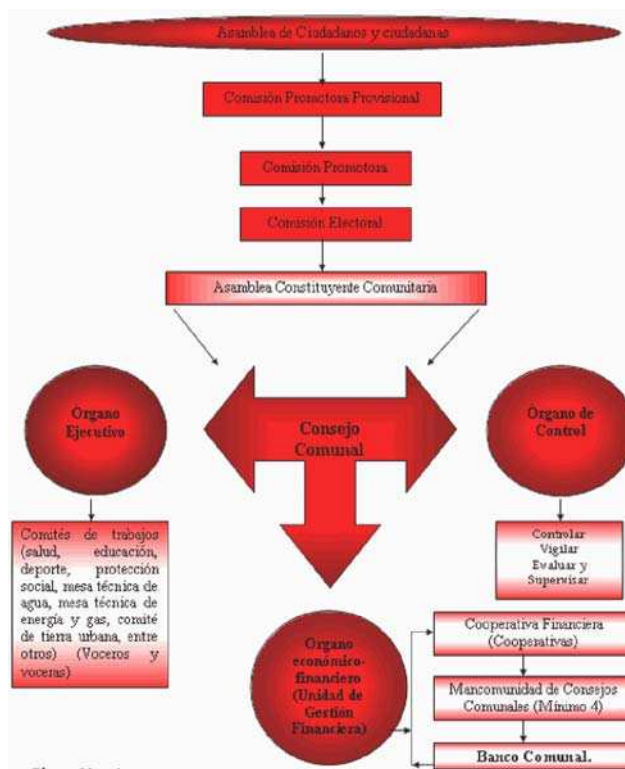 Asamblea de Ciudadanos y ciudadanas
Comisión Promotora Provisional
Comisión Promotora
Comisión Electoral
Asamblea Constituyente Comunitaria
Órgano
Ejecutivo
Consejo
Comunal
Órgano de
Control
Comités de trabajos
(salud, educación,
deporte, protección
social, mesa técnica de
agua, mesa técnica de
energía y gas, comité
de tierra urbana, entre
otros) (Voceros y
voceras)
Controlar
Vigilar
Evaluar y
Supervisar
Órgano
económico-
financiero
(Unidad de
Gestión
Financiera)
Cooperativa Financiera
(Cooperativas)
Mancomunidad de Consejos
Comunales (Mínimo 4)
Banco Comunal.